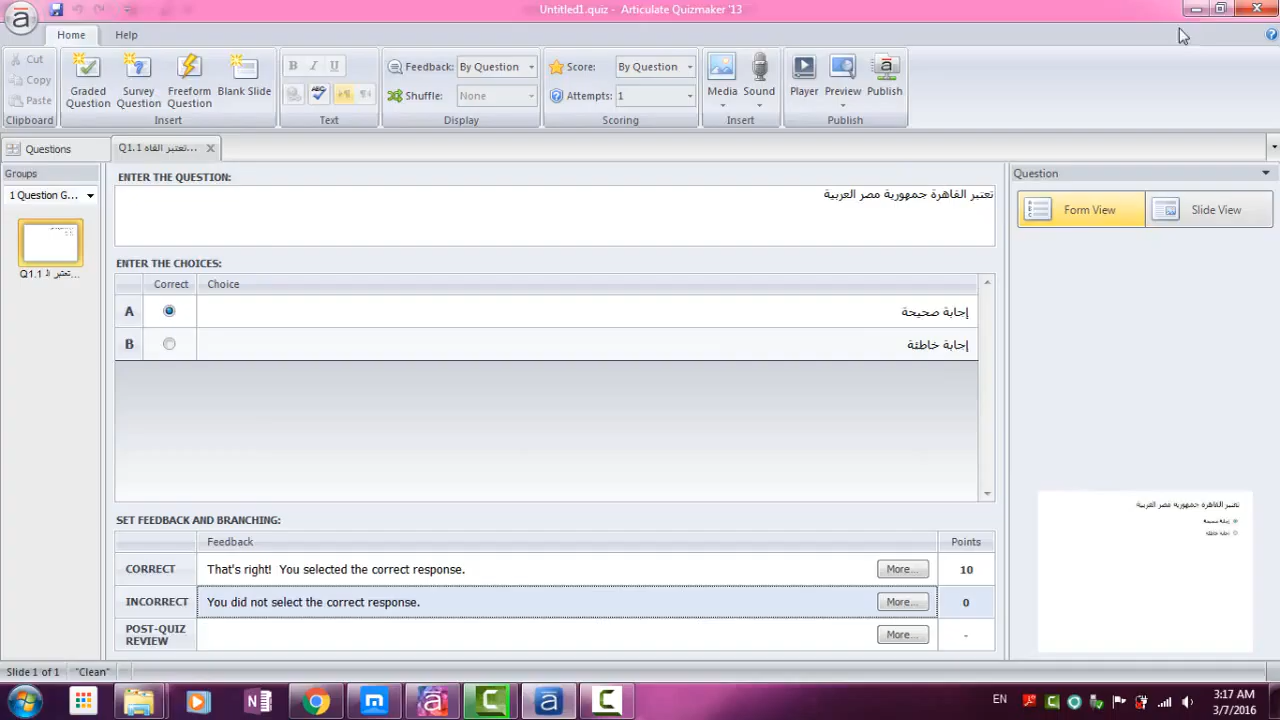 Untitled1.quiz - Articulate Quizmaker '13
Home
Help
Cut
Copy
Paste
Clipboard
Graded Question
Survey Question
Freeform Question
Blank Slide
Insert
B I U
ABC
Text
Feedback: By Question
Shuffle: None
Display
Score: By Question
Attempts: 1
Scoring
Media
Sound
Insert
Player
Preview
Publish
Publish
Questions
Q1.1 تعتبر القاه...
Groups
1 Question G...
Q1.1 تعتبر الـ...
ENTER THE QUESTION:
تعتبر القاهرة جمهورية مصر العربية
ENTER THE CHOICES:
Correct Choice
A إجابة صحيحة
B إجابة خاطئة
SET FEEDBACK AND BRANCHING:
Feedback Points
CORRECT That's right! You selected the correct response. More... 10
INCORRECT You did not select the correct response. More... 0
POST-QUIZ REVIEW More... -
Question
Form View
Slide View
تعتبر القاهرة جمهورية مصر العربية
إجابة صحيحة
إجابة خاطئة
Slide 1 of 1
"Clean"
EN
3:17 AM
3/7/2016